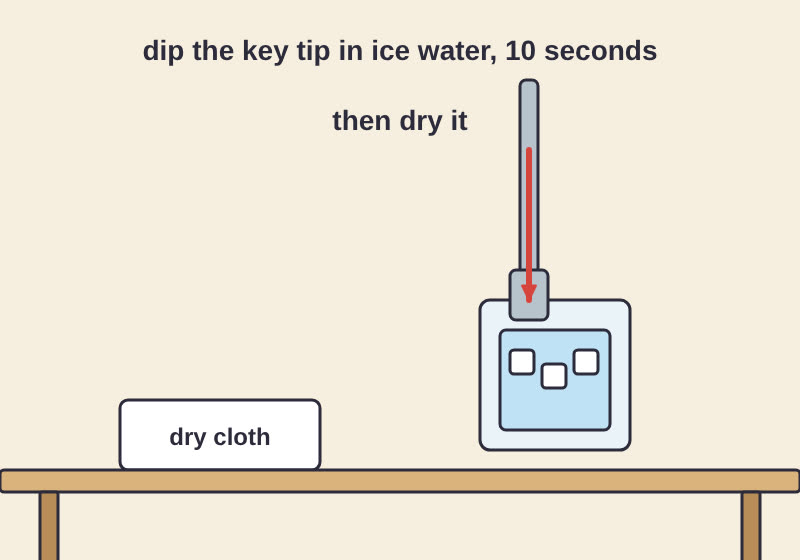 dip the key tip in ice water, 10 seconds
then dry it
dry cloth